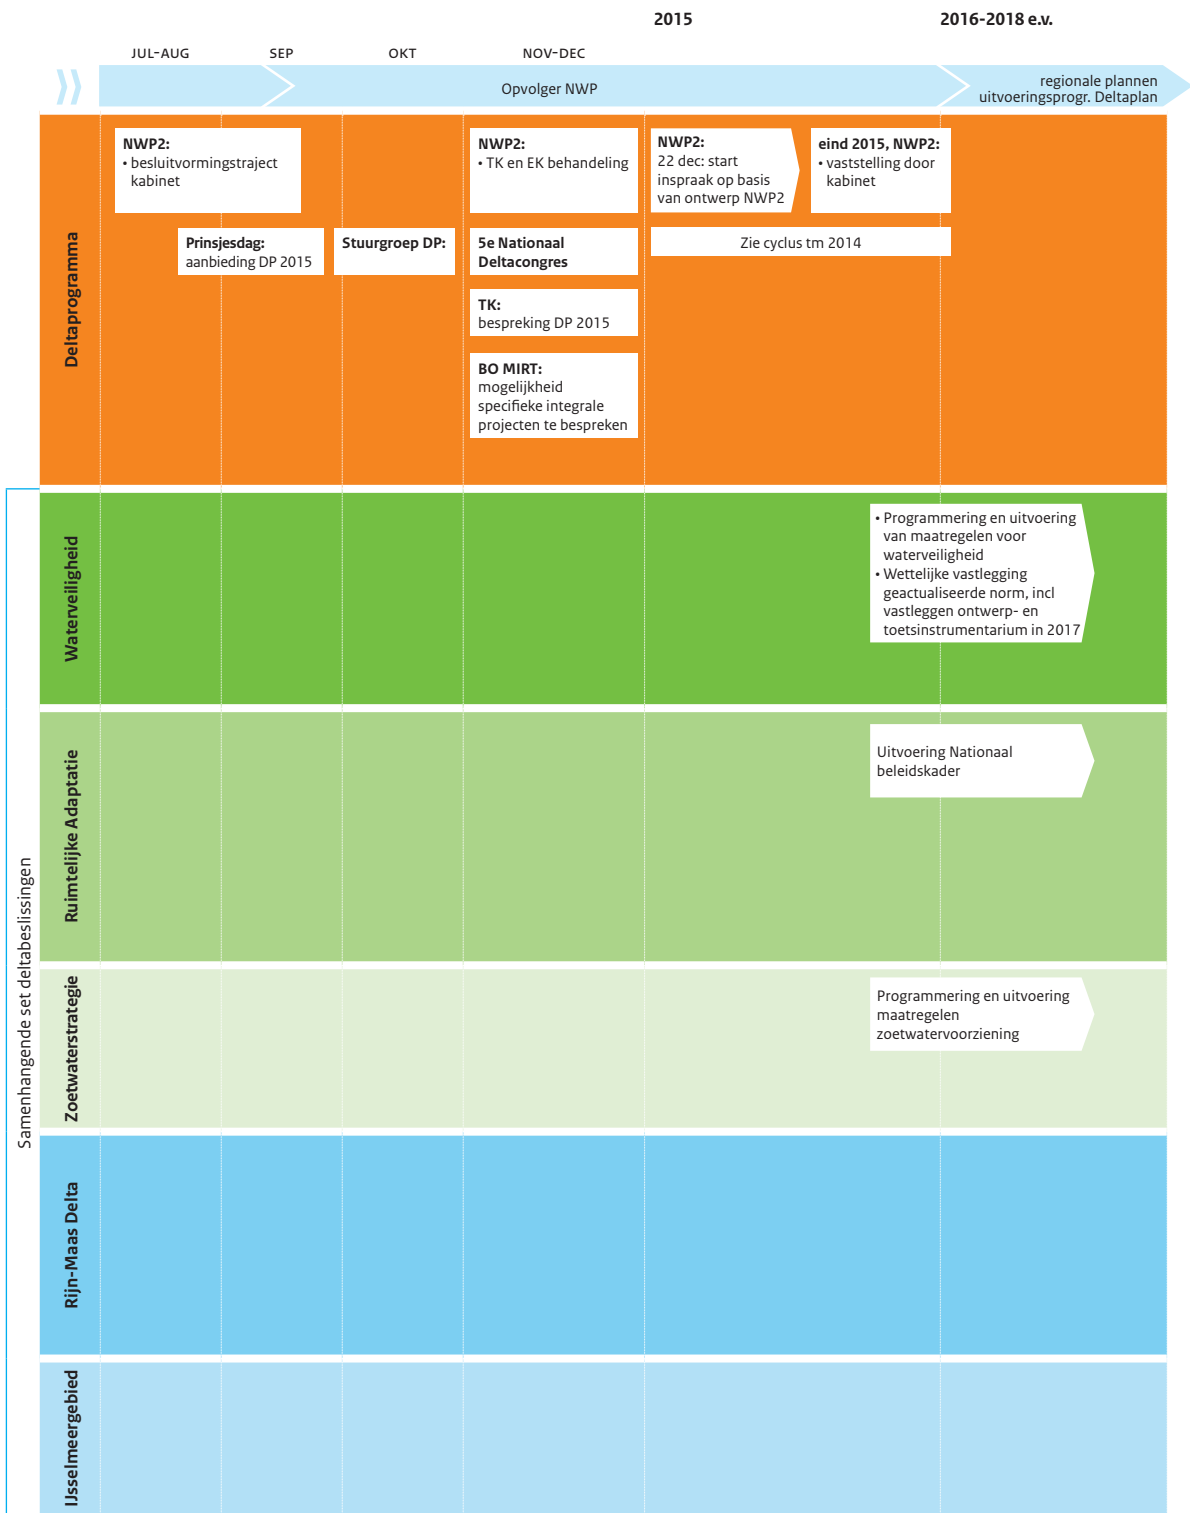 2015
2016-2018 e.v.
JUL-AUG
SEP
OKT
NOV-DEC
Opvolger NWP
regionale plannen
uitvoeringsprogr. Deltaplan
Deltaprogramma
NWP2:
• besluitvormingstraject
kabinet
NWP2:
• TK en EK behandeling
NWP2:
22 dec: start
inspraak op basis
van ontwerp NWP2
eind 2015, NWP2:
• vaststelling door
kabinet
Prinsjesdag:
aanbieding DP 2015
Stuurgroep DP:
5e Nationaal
Deltacongres
Zie cyclus tm 2014
TK:
bespreking DP 2015
BO MIRT:
mogelijkheid
specifieke integrale
projecten te bespreken
Samenhangende set deltabeslissingen
Waterveiligheid
• Programmering en uitvoering
van maatregelen voor
waterveiligheid
• Wettelijke vastlegging
geactualiseerde norm, incl
vastleggen ontwerp- en
toetsinstrumentarium in 2017
Ruimtelijke Adaptatie
Uitvoering Nationaal
beleidskader
Zoetwaterstrategie
Programmering en uitvoering
maatregelen
zoetwatervoorziening
Rijn-Maas Delta
IJsselmeergebied